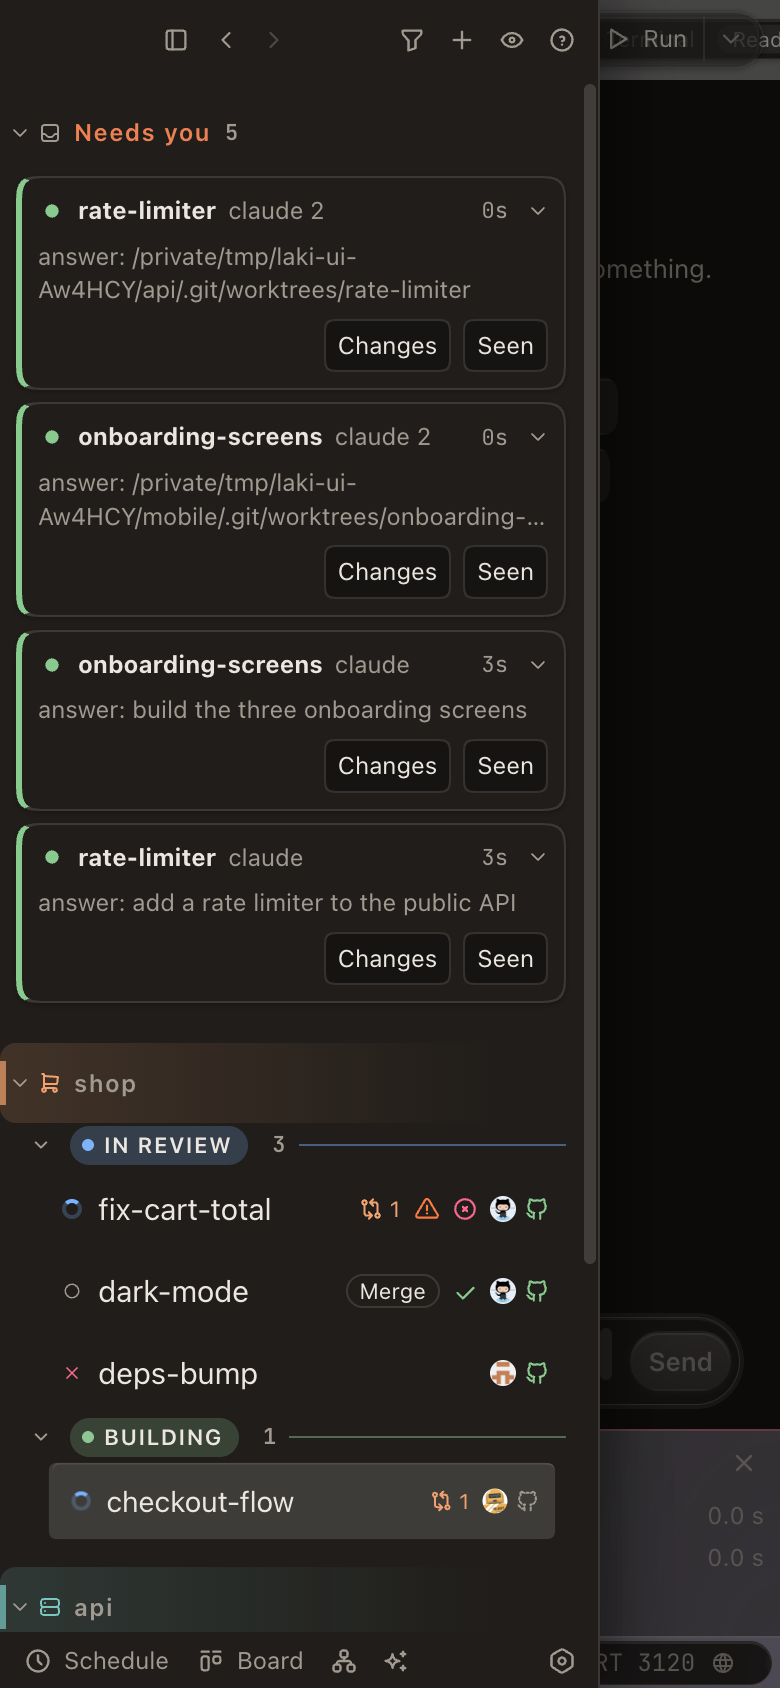 Run
Read
Needs you 5
rate-limiter claude 2 0s
answer: /private/tmp/laki-ui-
Aw4HCY/api/.git/worktrees/rate-limiter
Changes Seen
omething.
onboarding-screens claude 2 0s
answer: /private/tmp/laki-ui-
Aw4HCY/mobile/.git/worktrees/onboarding-...
Changes Seen
onboarding-screens claude 3s
answer: build the three onboarding screens
Changes Seen
rate-limiter claude 3s
answer: add a rate limiter to the public API
Changes Seen
shop
IN REVIEW 3
fix-cart-total 1
dark-mode Merge
Send
deps-bump
BUILDING 1
checkout-flow 1
0.0 s
0.0 s
api
Schedule Board
RT 3120